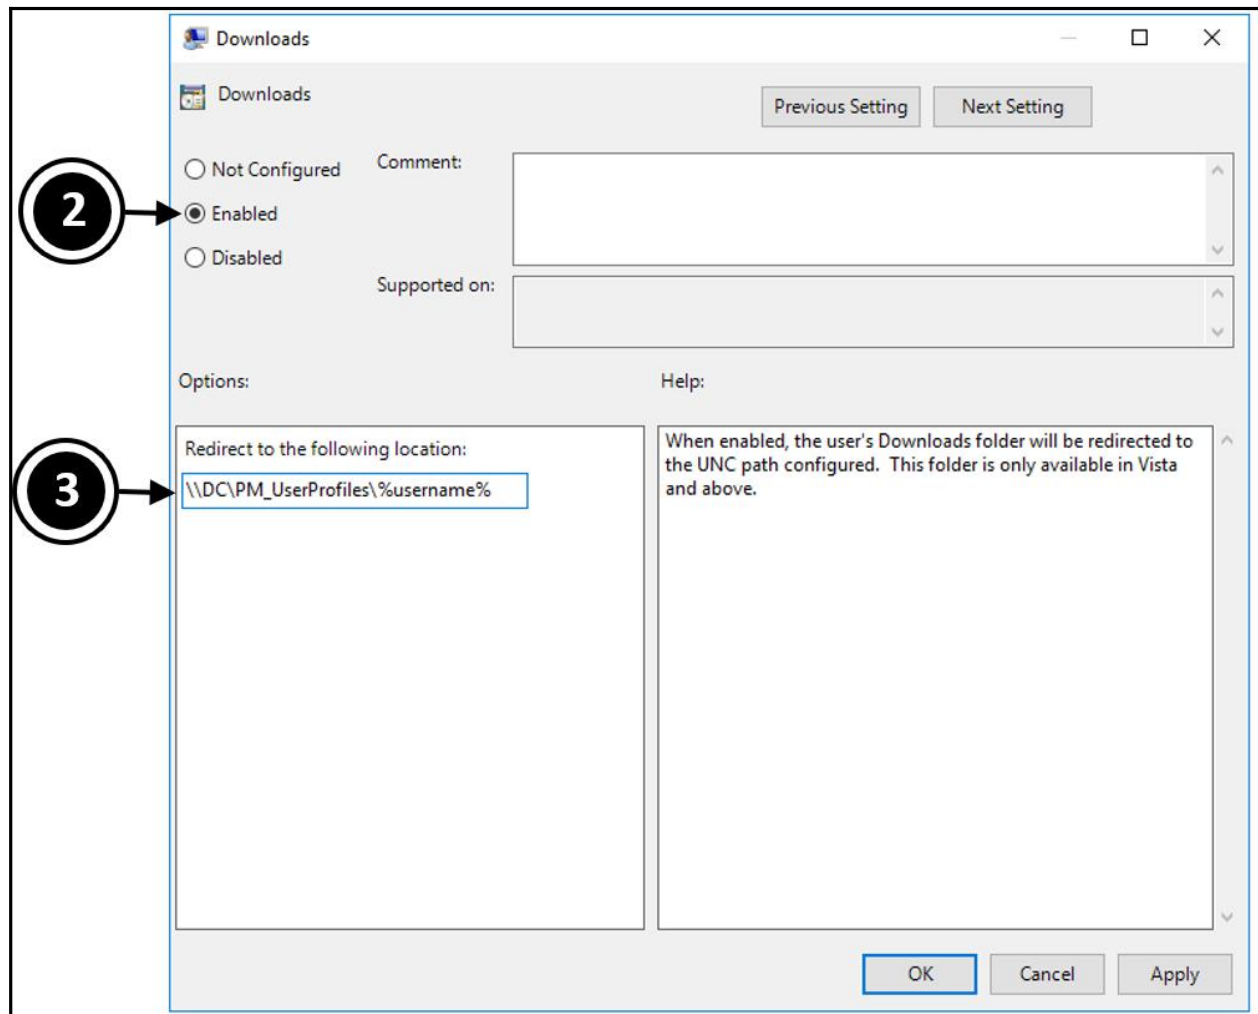 Downloads
Downloads
Previous Setting
Next Setting
Not Configured
Comment:
2
Enabled
Disabled
Supported on:
Options:
Help:
Redirect to the following location:
3
\\DC\PM_UserProfiles\%username%
When enabled, the user's Downloads folder will be redirected to
the UNC path configured. This folder is only available in Vista
and above.
OK
Cancel
Apply